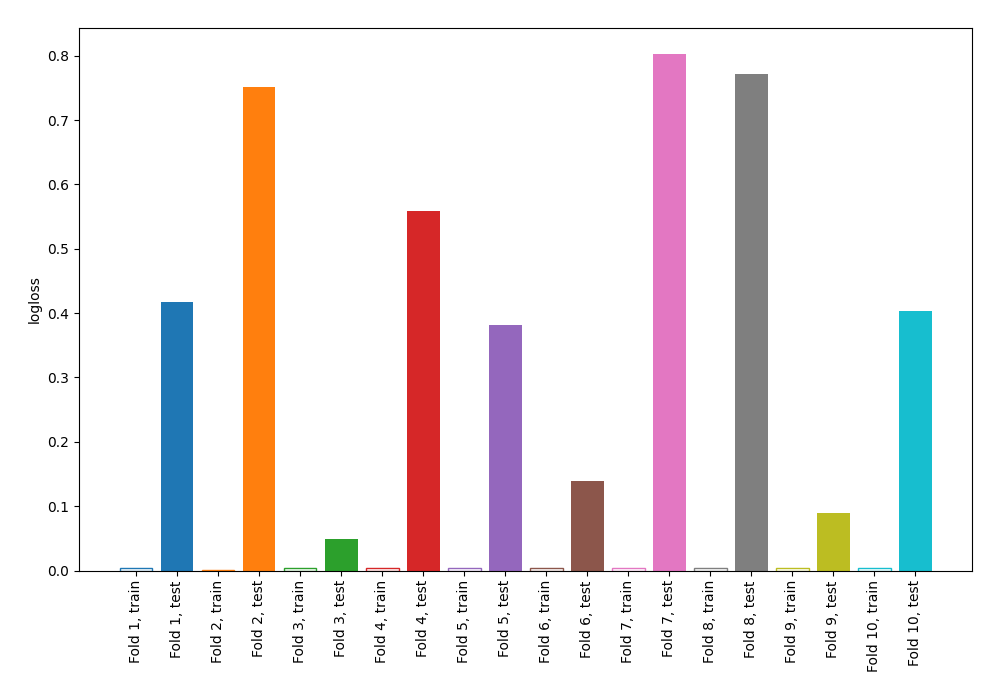 logloss
0.8
0.7
0.6
0.5
0.4
0.3
0.2
0.1
0.0
Fold 1, train
Fold 1, test
Fold 2, train
Fold 2, test
Fold 3, train
Fold 3, test
Fold 4, train
Fold 4, test
Fold 5, train
Fold 5, test
Fold 6, train
Fold 6, test
Fold 7, train
Fold 7, test
Fold 8, train
Fold 8, test
Fold 9, train
Fold 9, test
Fold 10, train
Fold 10, test